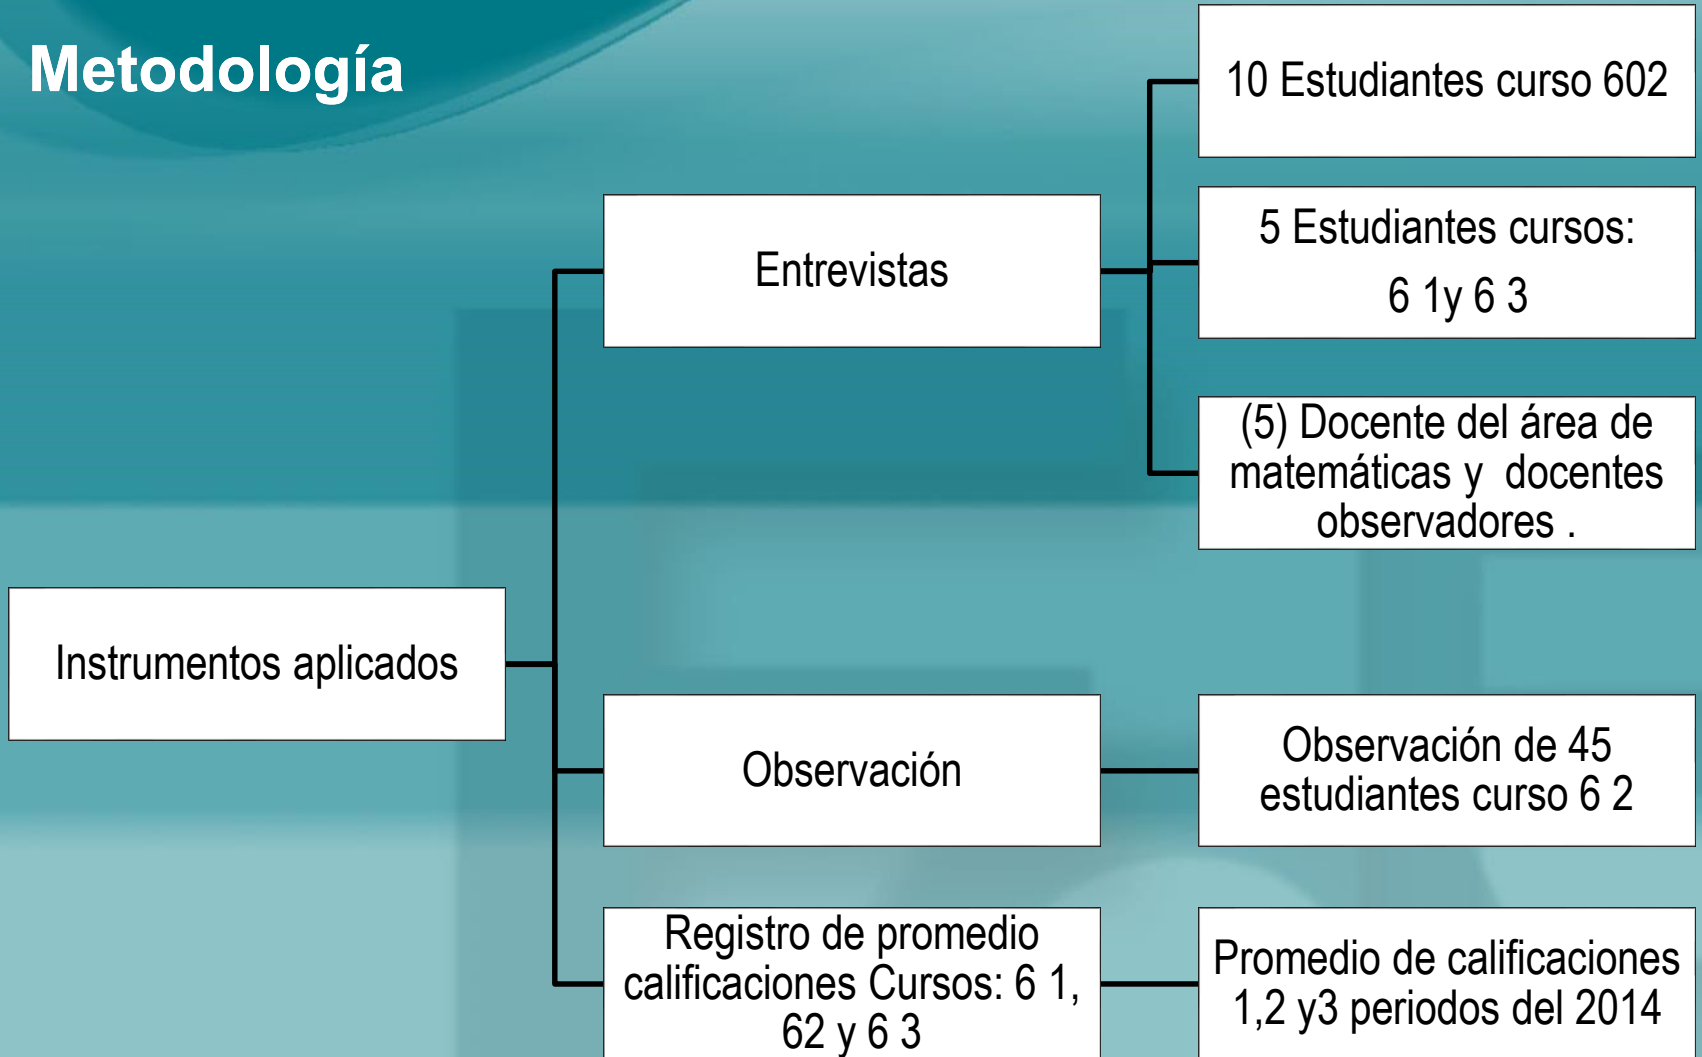 Metodología
10 Estudiantes curso 602
5 Estudiantes cursos:
6 1y 6 3
Entrevistas
(5) Docente del área de
matemáticas y docentes
observadores .
Instrumentos aplicados
Observación
Observación de 45
estudiantes curso 6 2
Registro de promedio
calificaciones Cursos: 6 1,
62 y 6 3
Promedio de calificaciones
1,2 y3 periodos del 2014